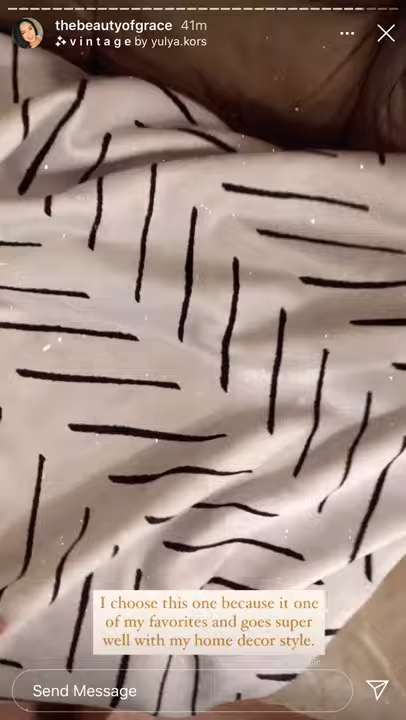 thebeautyofgrace 41m
vintage by yulya.kors
I choose this one because it one
of my favorites and goes super
well with my home decor style.
Send Message